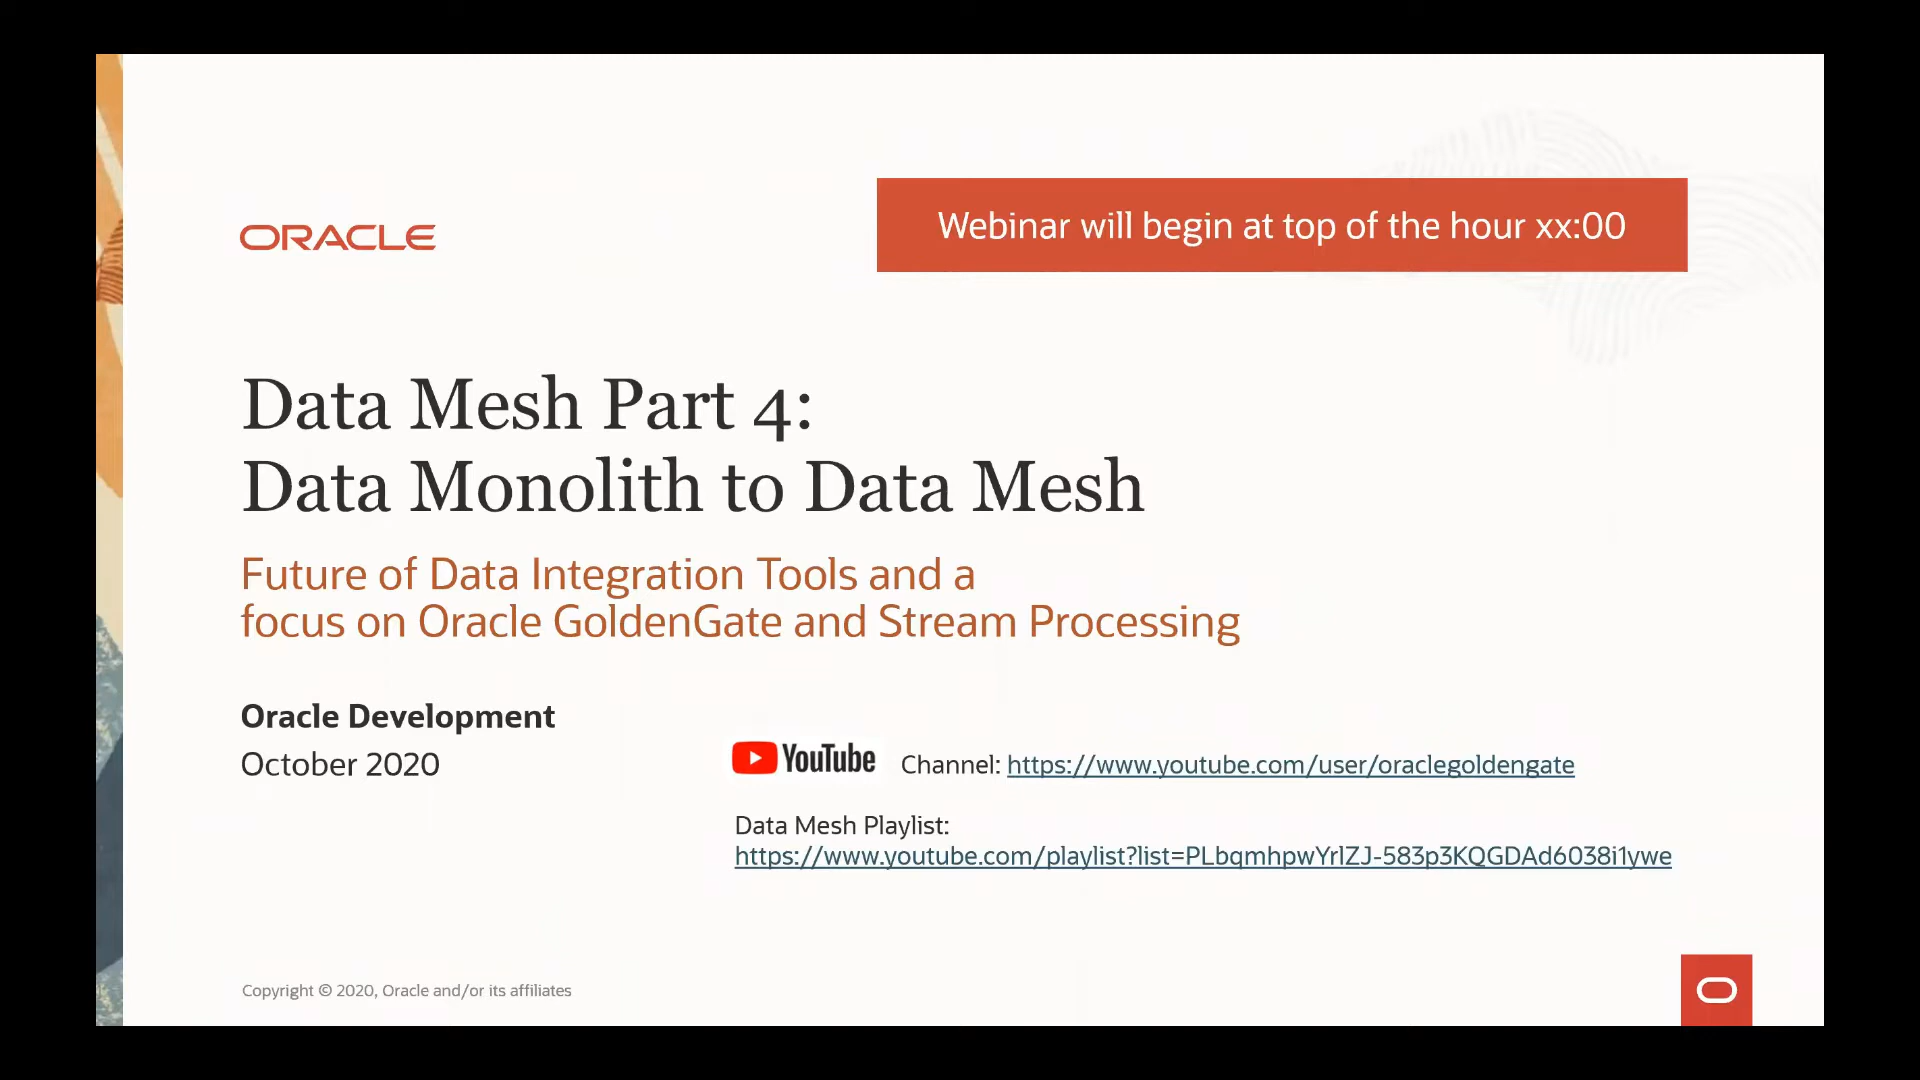 ORACLE
Webinar will begin at top of the hour xx:00
Data Mesh Part 4:
Data Monolith to Data Mesh
Future of Data Integration Tools and a
focus on Oracle GoldenGate and Stream Processing
Oracle Development
October 2020
YouTube Channel: https://www.youtube.com/user/oraclegoldengate
Data Mesh Playlist:
https://www.youtube.com/playlist?list=PLbqmhpwYrlZJ-583p3KQGDAd6038i1ywe
Copyright © 2020, Oracle and/or its affiliates